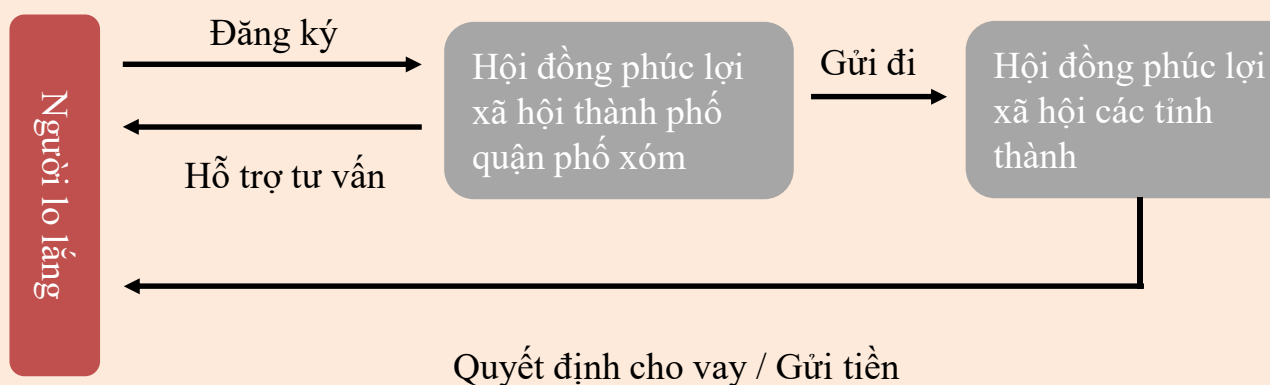 Người lo lắng
Đăng ký
Hỗ trợ tư vấn
Hội đồng phúc lợi
xã hội thành phố
quận phố xóm
Gửi đi
Hội đồng phúc lợi
xã hội các tỉnh
thành
Quyết định cho vay / Gửi tiền